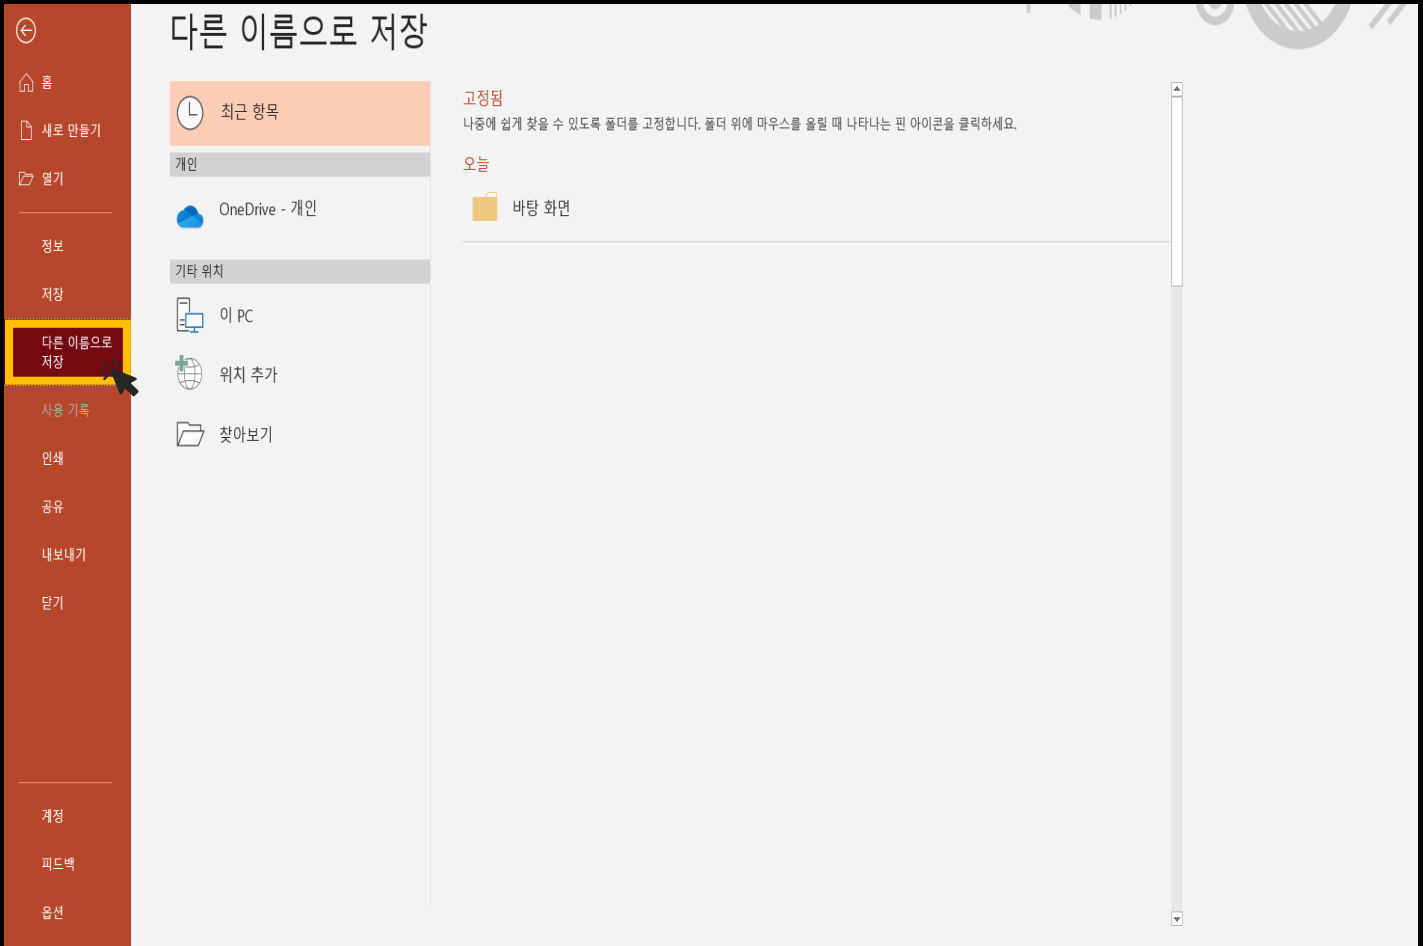 다른 이름으로 저장
홈
새로 만들기
열기
정보
저장
다른 이름으로
저장
사용 기록
인쇄
공유
내보내기
닫기
계정
피드백
옵션
최근 항목
개인
OneDrive - 개인
기타 위치
이 PC
위치 추가
찾아보기
고정됨
나중에 쉽게 찾을 수 있도록 폴더를 고정합니다. 폴더 위에 마우스를 올릴 때 나타나는 핀 아이콘을 클릭하세요.
오늘
바탕 화면